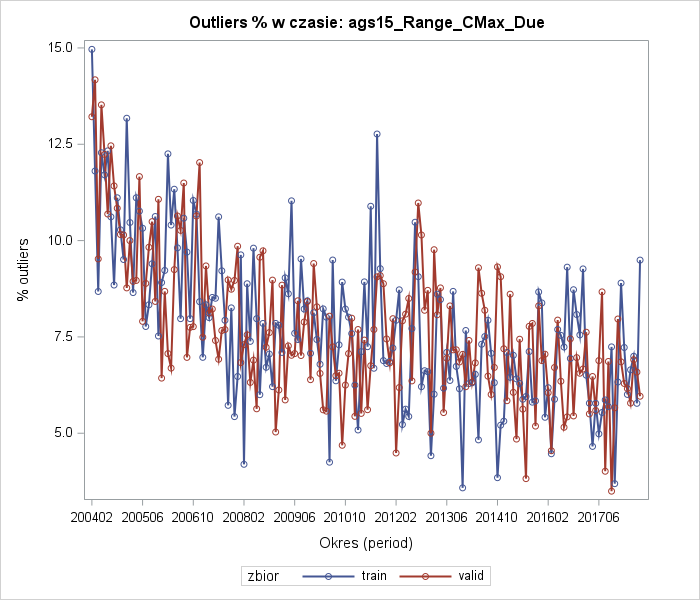 Outliers % w czasie: ags15_Range_CMax_Due
15.0
12.5
10.0
7.5
5.0
% outliers
200402 200506 200610 200802 200906 201010 201202 201306 201410 201602 201706
Okres (period)
zbior train valid